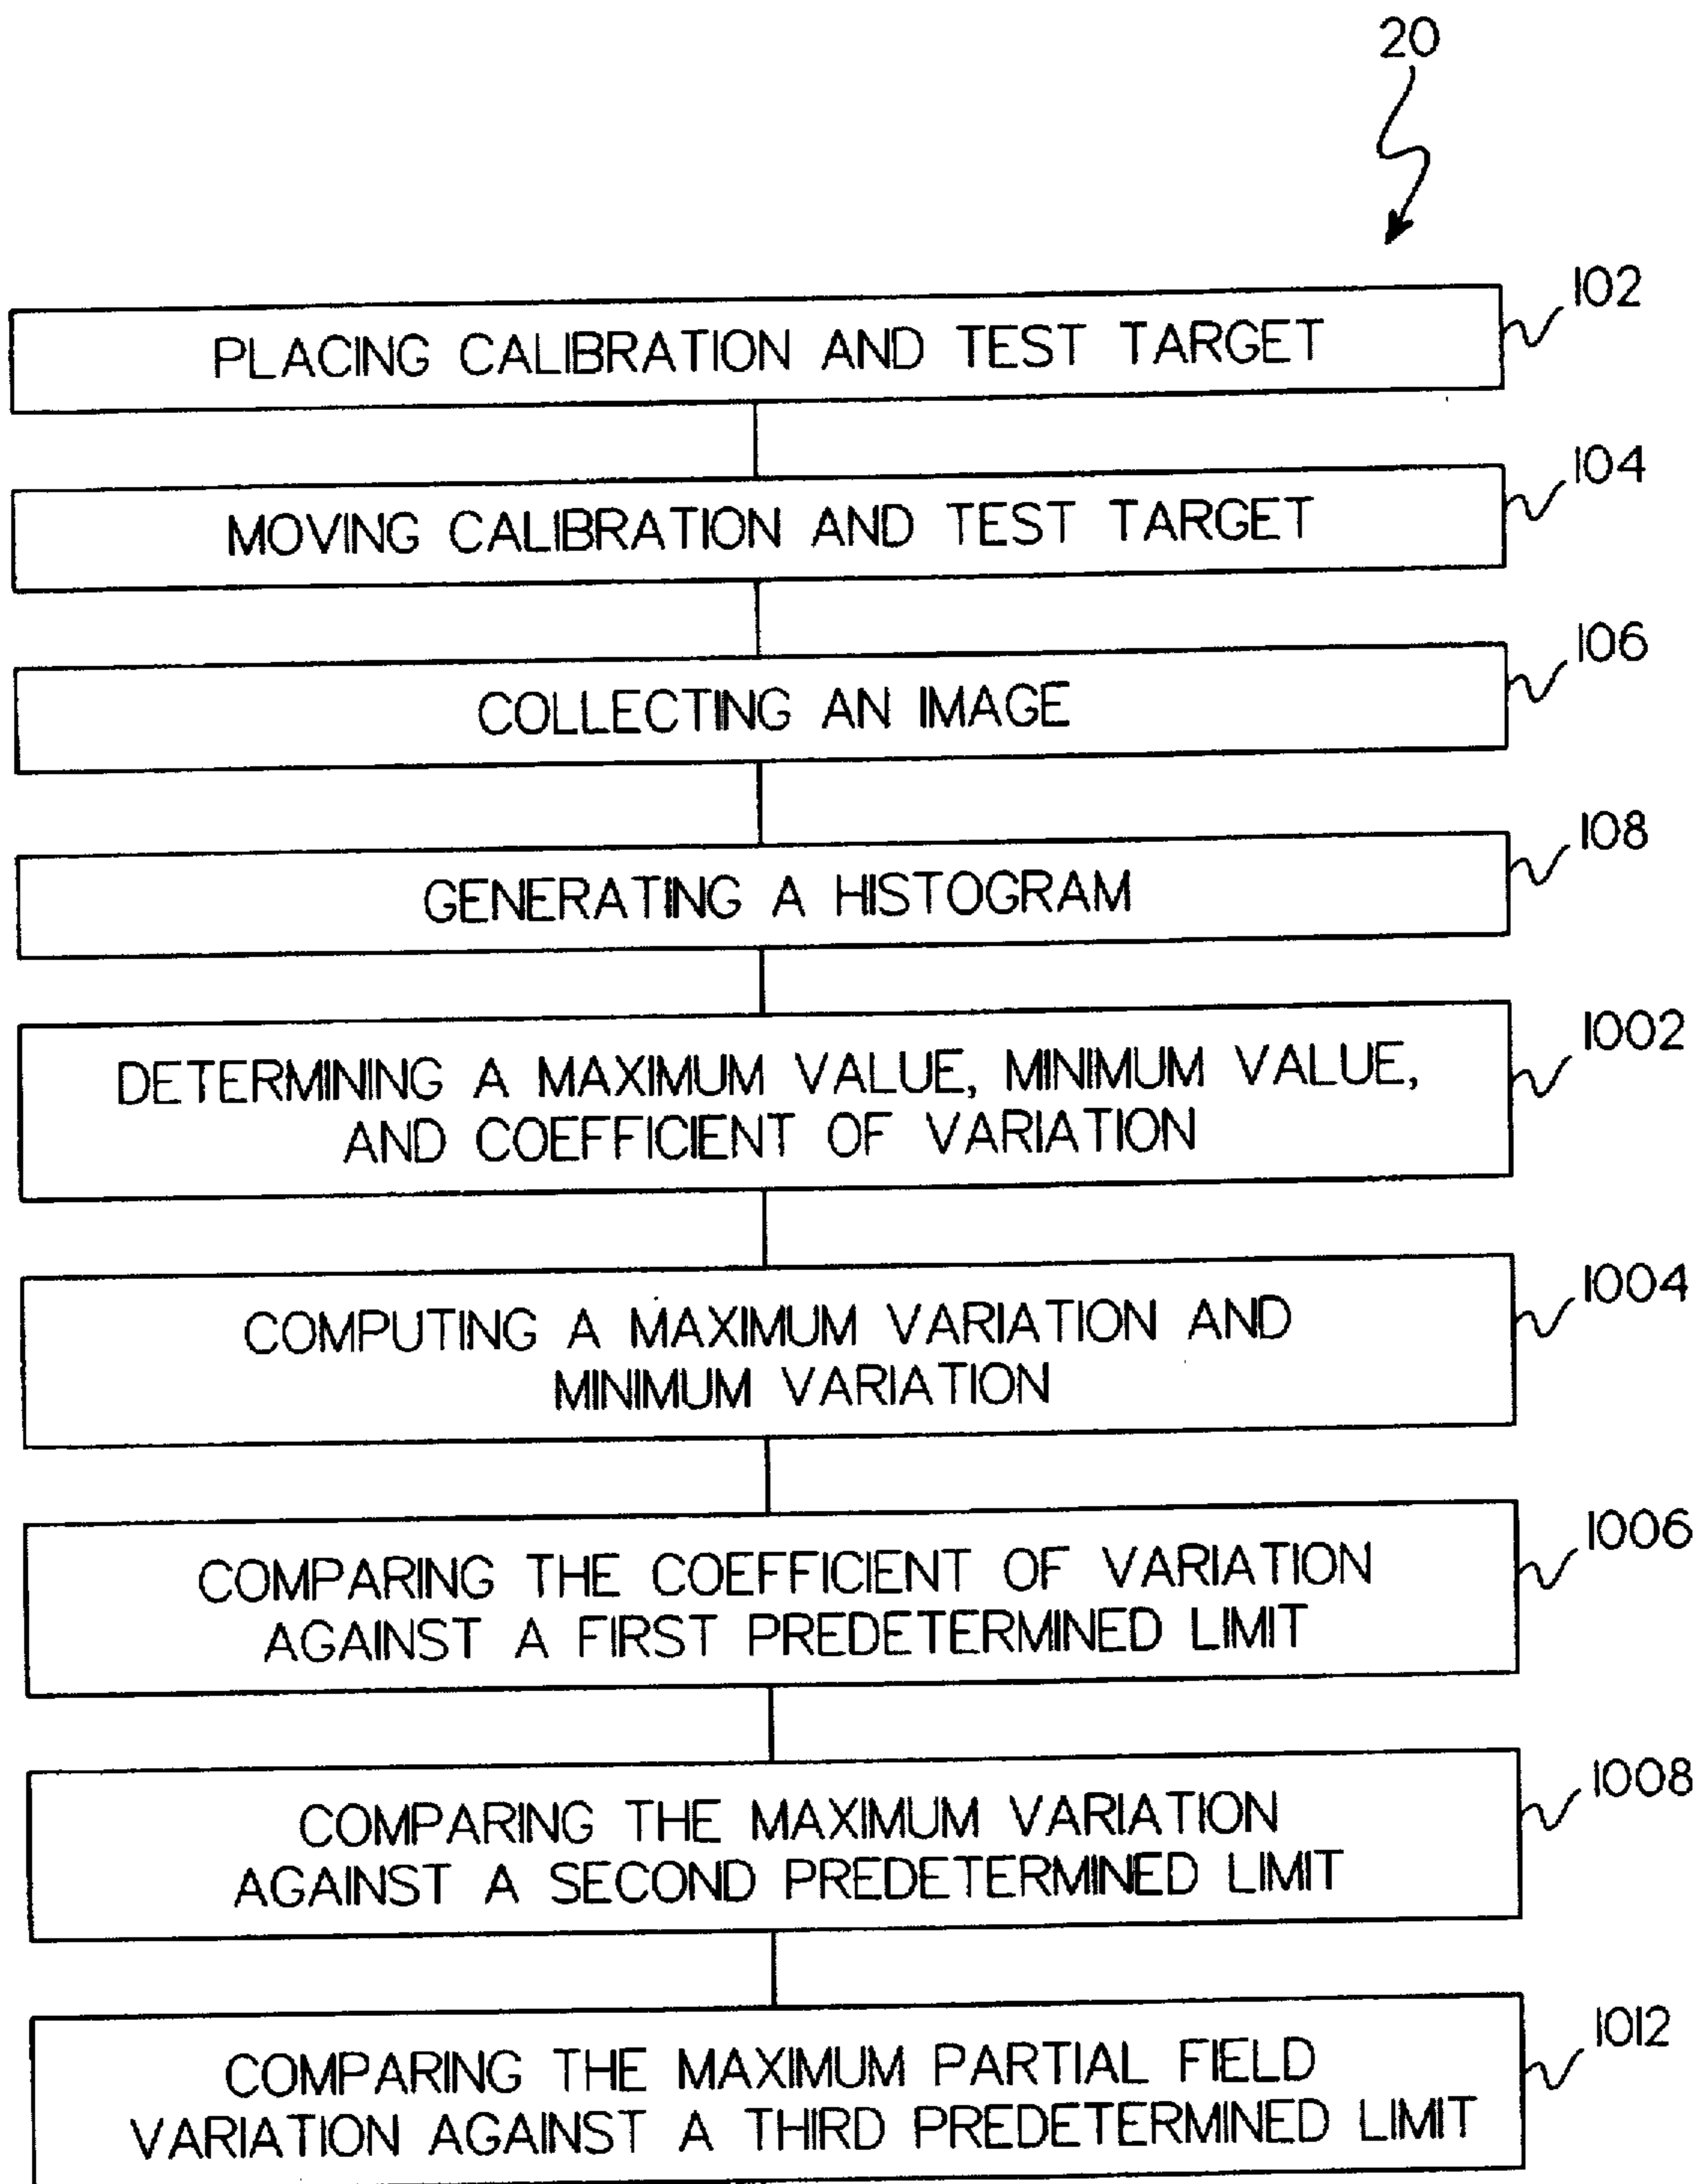 20
PLACING CALIBRATION AND TEST TARGET
102
MOVING CALIBRATION AND TEST TARGET
104
COLLECTING AN IMAGE
106
GENERATING A HISTOGRAM
108
DETERMINING A MAXIMUM VALUE, MINIMUM VALUE,
AND COEFFICIENT OF VARIATION
1002
COMPUTING A MAXIMUM VARIATION AND
MINIMUM VARIATION
1004
COMPARING THE COEFFICIENT OF VARIATION
AGAINST A FIRST PREDETERMINED LIMIT
1006
COMPARING THE MAXIMUM VARIATION
AGAINST A SECOND PREDETERMINED LIMIT
1008
COMPARING THE MAXIMUM PARTIAL FIELD
VARIATION AGAINST A THIRD PREDETERMINED LIMIT
1012